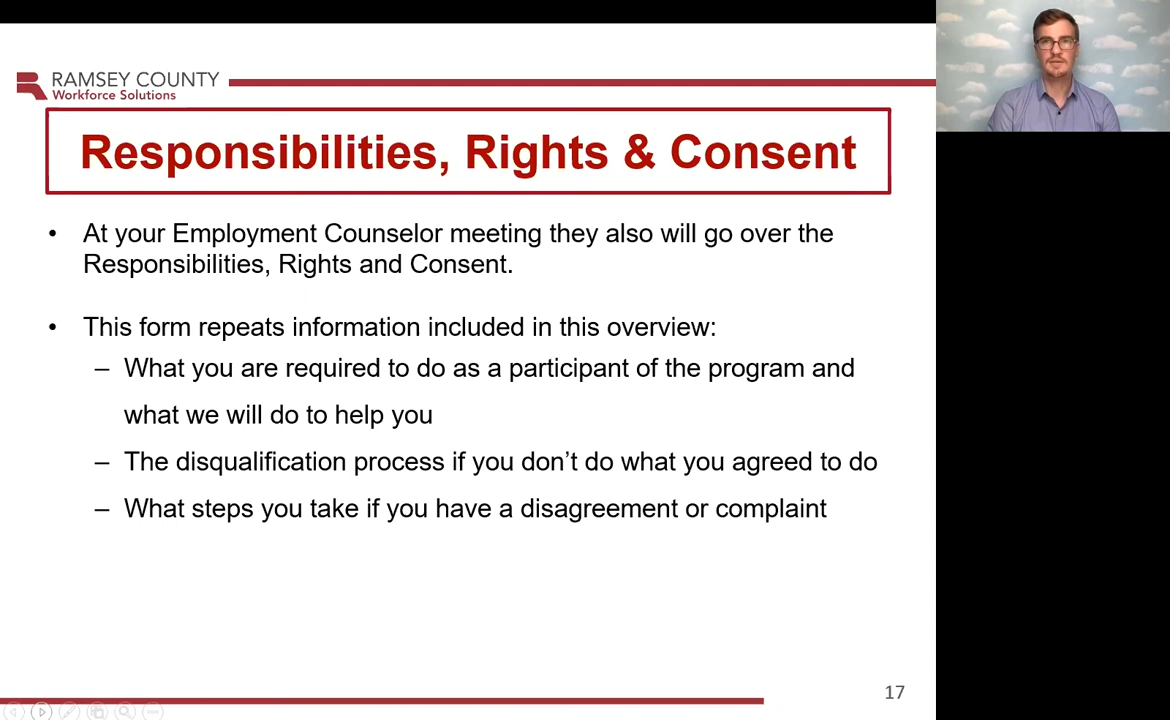 RAMSEY COUNTY
Workforce Solutions
Responsibilities, Rights & Consent
• At your Employment Counselor meeting they also will go over the
Responsibilities, Rights and Consent.
• This form repeats information included in this overview:
– What you are required to do as a participant of the program and
what we will do to help you
– The disqualification process if you don’t do what you agreed to do
– What steps you take if you have a disagreement or complaint
17